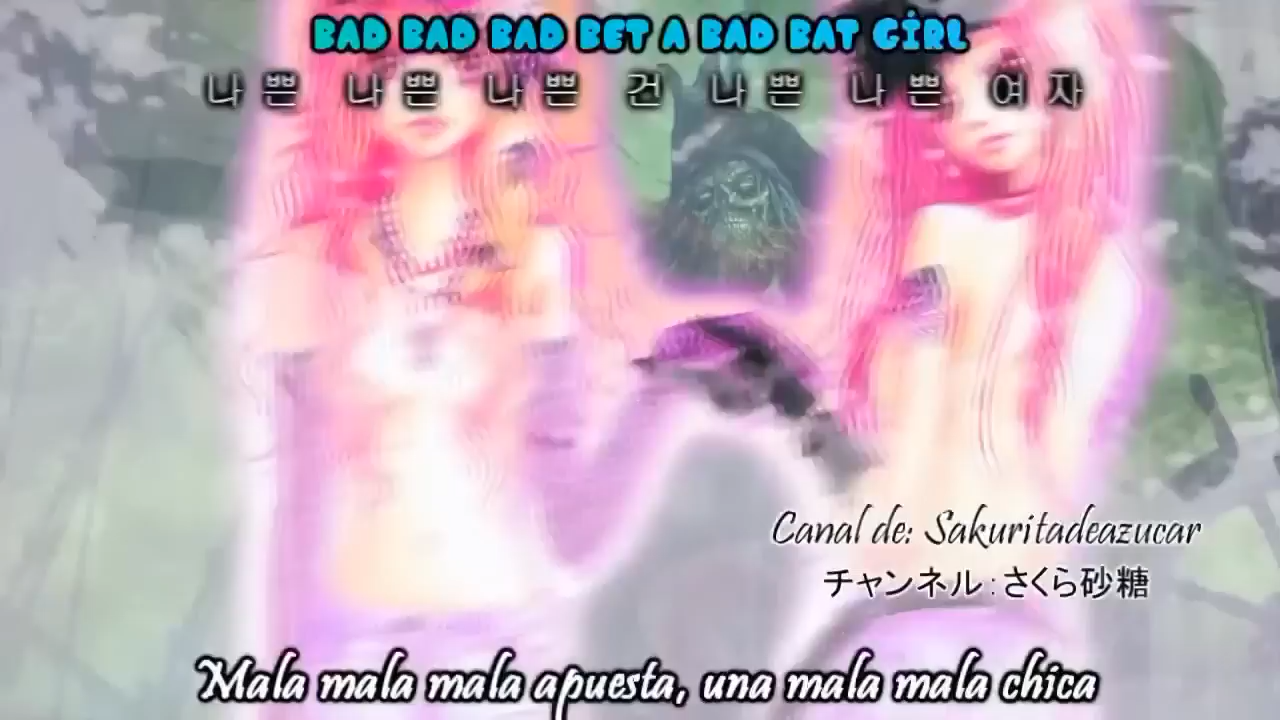 BAD BAD BAD BET A BAD BAT GİRL
나쁜 나쁜 나쁜 건 나쁜 나쁜 여자
Canal de: Sakuritadeazucar
チャンネル：さくら砂糖
Mala mala mala apuesta, una mala mala chica